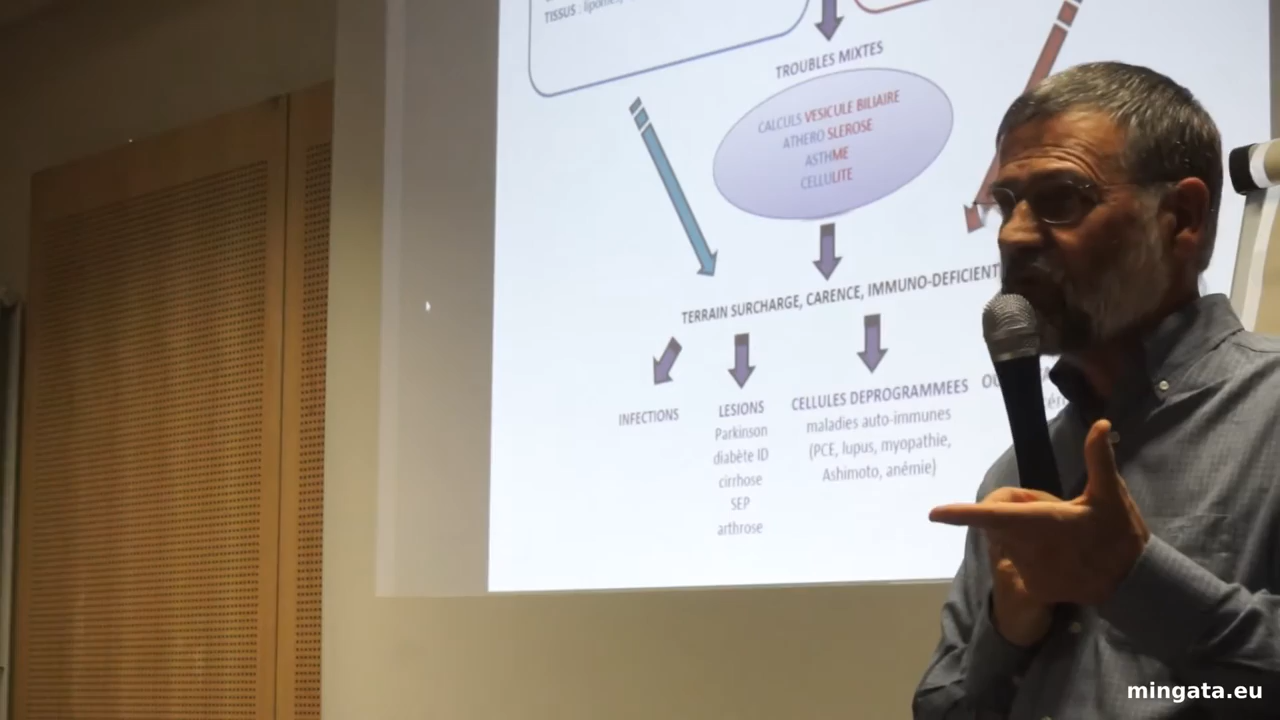 TISSUS : lipomes,
TROUBLES MIXTES
CALCULS VESICULE BILIAIRE
ATHERO SLEROSE
ASTHME
CELLULITE
TERRAIN SURCHARGE, CARENCE, IMMUNO-DEFICIENT
INFECTIONS
LESIONS
Parkinson
diabète ID
cirrhose
SEP
arthrose
CELLULES DEPROGRAMMEES
maladies auto-immunes
(PCE, lupus, myopathie,
Ashimoto, anémie)
mingata.eu